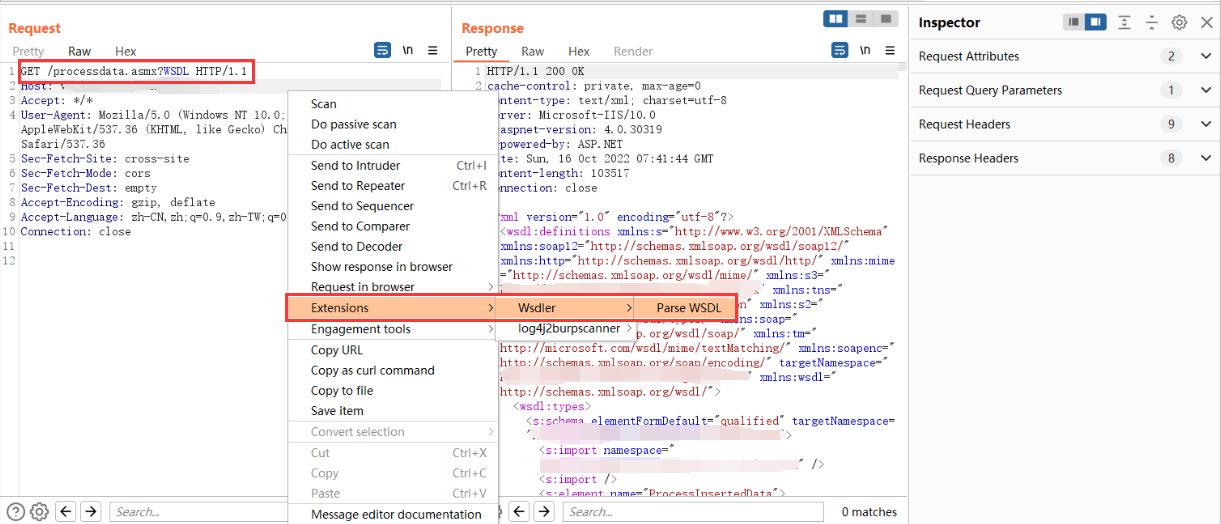 Request
Pretty Raw Hex
\n
1 GET /processdata.asmx?WSDL HTTP/1.1
2 Host:
3 Accept: */*
4 User-Agent: Mozilla/5.0 (Windows NT 10.0;
AppleWebKit/537.36 (KHTML, like Gecko) Ch
Safari/537.36
5 Sec-Fetch-Site: cross-site
6 Sec-Fetch-Mode: cors
7 Sec-Fetch-Dest: empty
8 Accept-Encoding: gzip, deflate
9 Accept-Language: zh-CN,zh;q=0.9,zh-TW;q=0
10 Connection: close
11
12
Search...
Scan
Do passive scan
Do active scan
Send to Intruder Ctrl+I
Send to Repeater Ctrl+R
Send to Sequencer
Send to Comparer
Send to Decoder
Show response in browser
Request in browser
Extensions
Engagement tools
Copy URL
Copy as curl command
Copy to file
Save item
Convert selection
Cut Ctrl+X
Copy Ctrl+C
Paste Ctrl+V
Message editor documentation
Wsdler
log4j2burpscanner
Parse WSDL
Response
Pretty Raw Hex Render
\n
1 HTTP/1.1 200 OK
2 cache-control: private, max-age=0
ontent-type: text/xml; charset=utf-8
erver: Microsoft-IIS/10.0
aspnet-version: 4.0.30319
powered-by: ASP.NET
ate: Sun, 16 Oct 2022 07:41:44 GMT
ontent-length: 103517
onnection: close
?xml version="1.0" encoding="utf-8"?>
<wsdl:definitions xmlns:s="http://www.w3.org/2001/XMLSchema"
xmlns:soap12="http://schemas.xmlsoap.org/wsdl/soap12/"
xmlns:http="http://schemas.xmlsoap.org/wsdl/http/" xmlns:mime
="http://schemas.xmlsoap.org/wsdl/mime/" xmlns:s3=
xmlns:tns=
xmlns:s2=
xmlns:soap=
.xmlsoap.org/wsdl/soap/" xmlns:tm=
http://microsoft.com/wsdl/mime/textMatching/" xmlns:soapenc=
http://schemas.xmlsoap.org/soap/encoding/" targetNamespace=
xmlns:wsdl=
http://schemas.xmlsoap.org/wsdl/">
<wsdl:types>
<s:schema elementFormDefault="qualified" targetNamespace=
">
<s:import namespace="
" />
<s:import />
<s:element name="ProcessInsertedData">
Search...
0 matches
Inspector
Request Attributes 2
Request Query Parameters 1
Request Headers 9
Response Headers 8